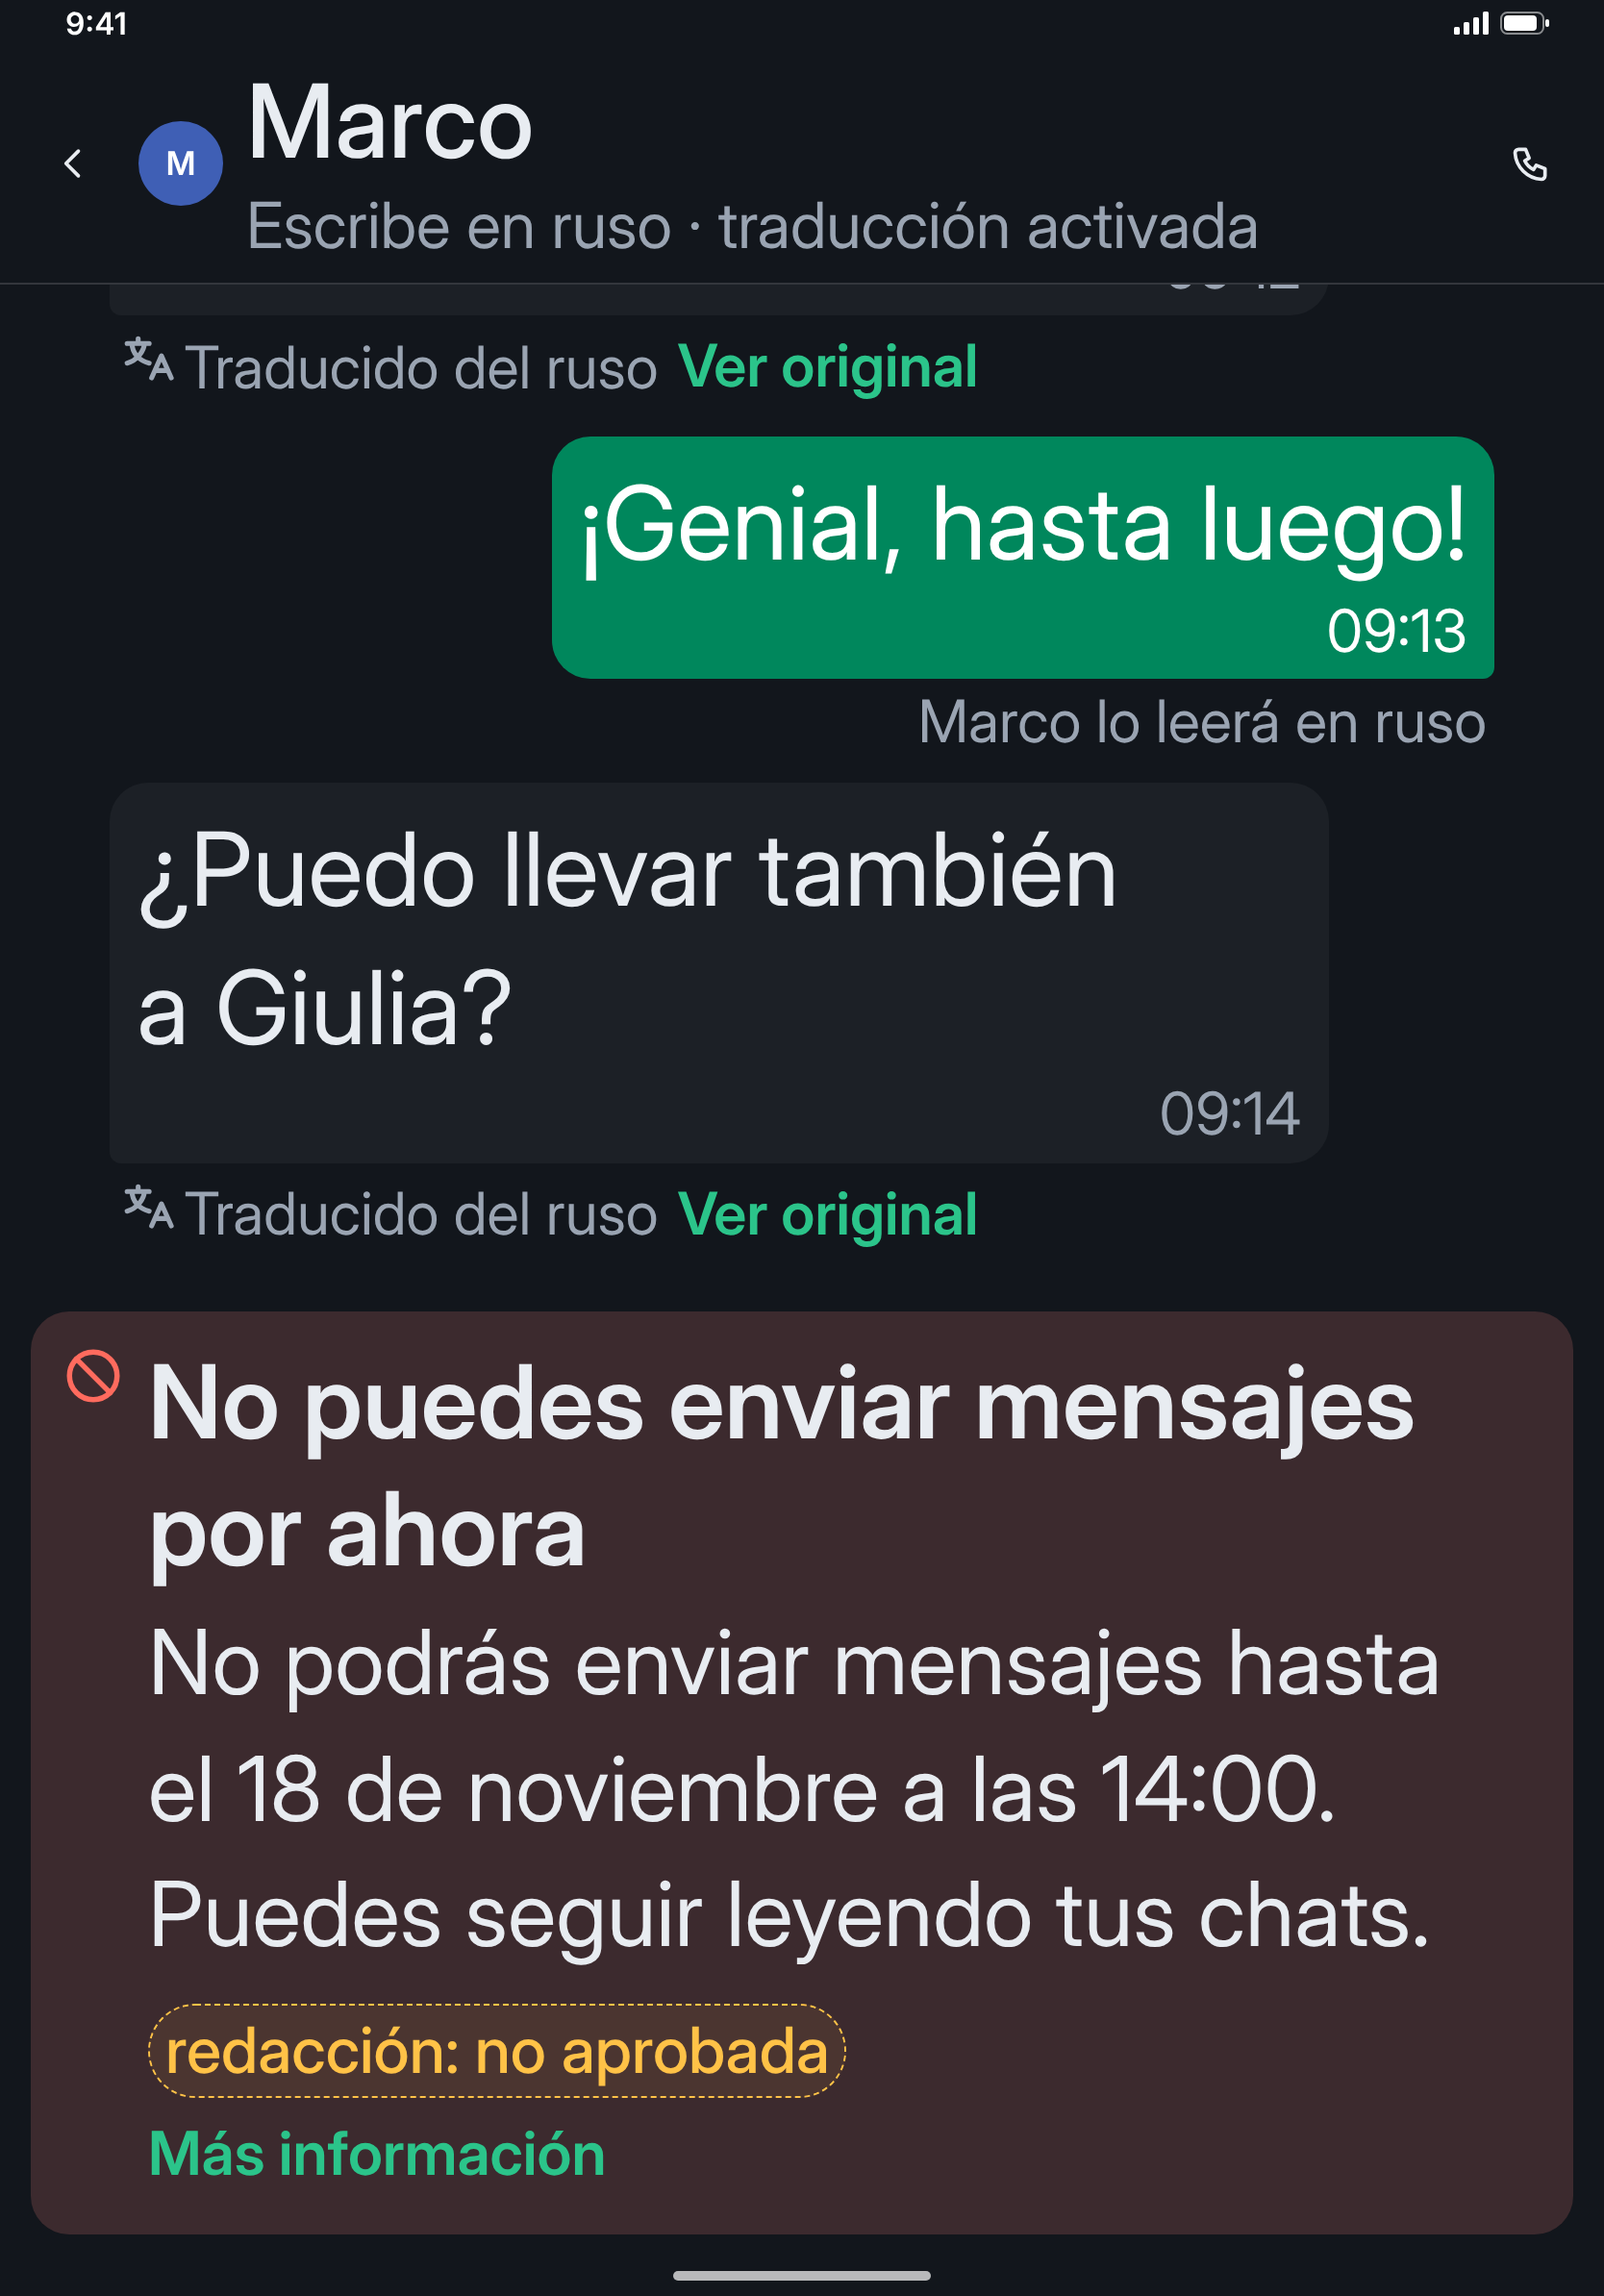 9:41
Marco
M
Escribe en ruso · traducción activada
Traducido del ruso Ver original
¡Genial, hasta luego!
09:13
Marco lo leerá en ruso
¿Puedo llevar también
a Giulia?
09:14
Traducido del ruso Ver original
No puedes enviar mensajes
por ahora
No podrás enviar mensajes hasta
el 18 de noviembre a las 14:00.
Puedes seguir leyendo tus chats.
redacción: no aprobada
Más información